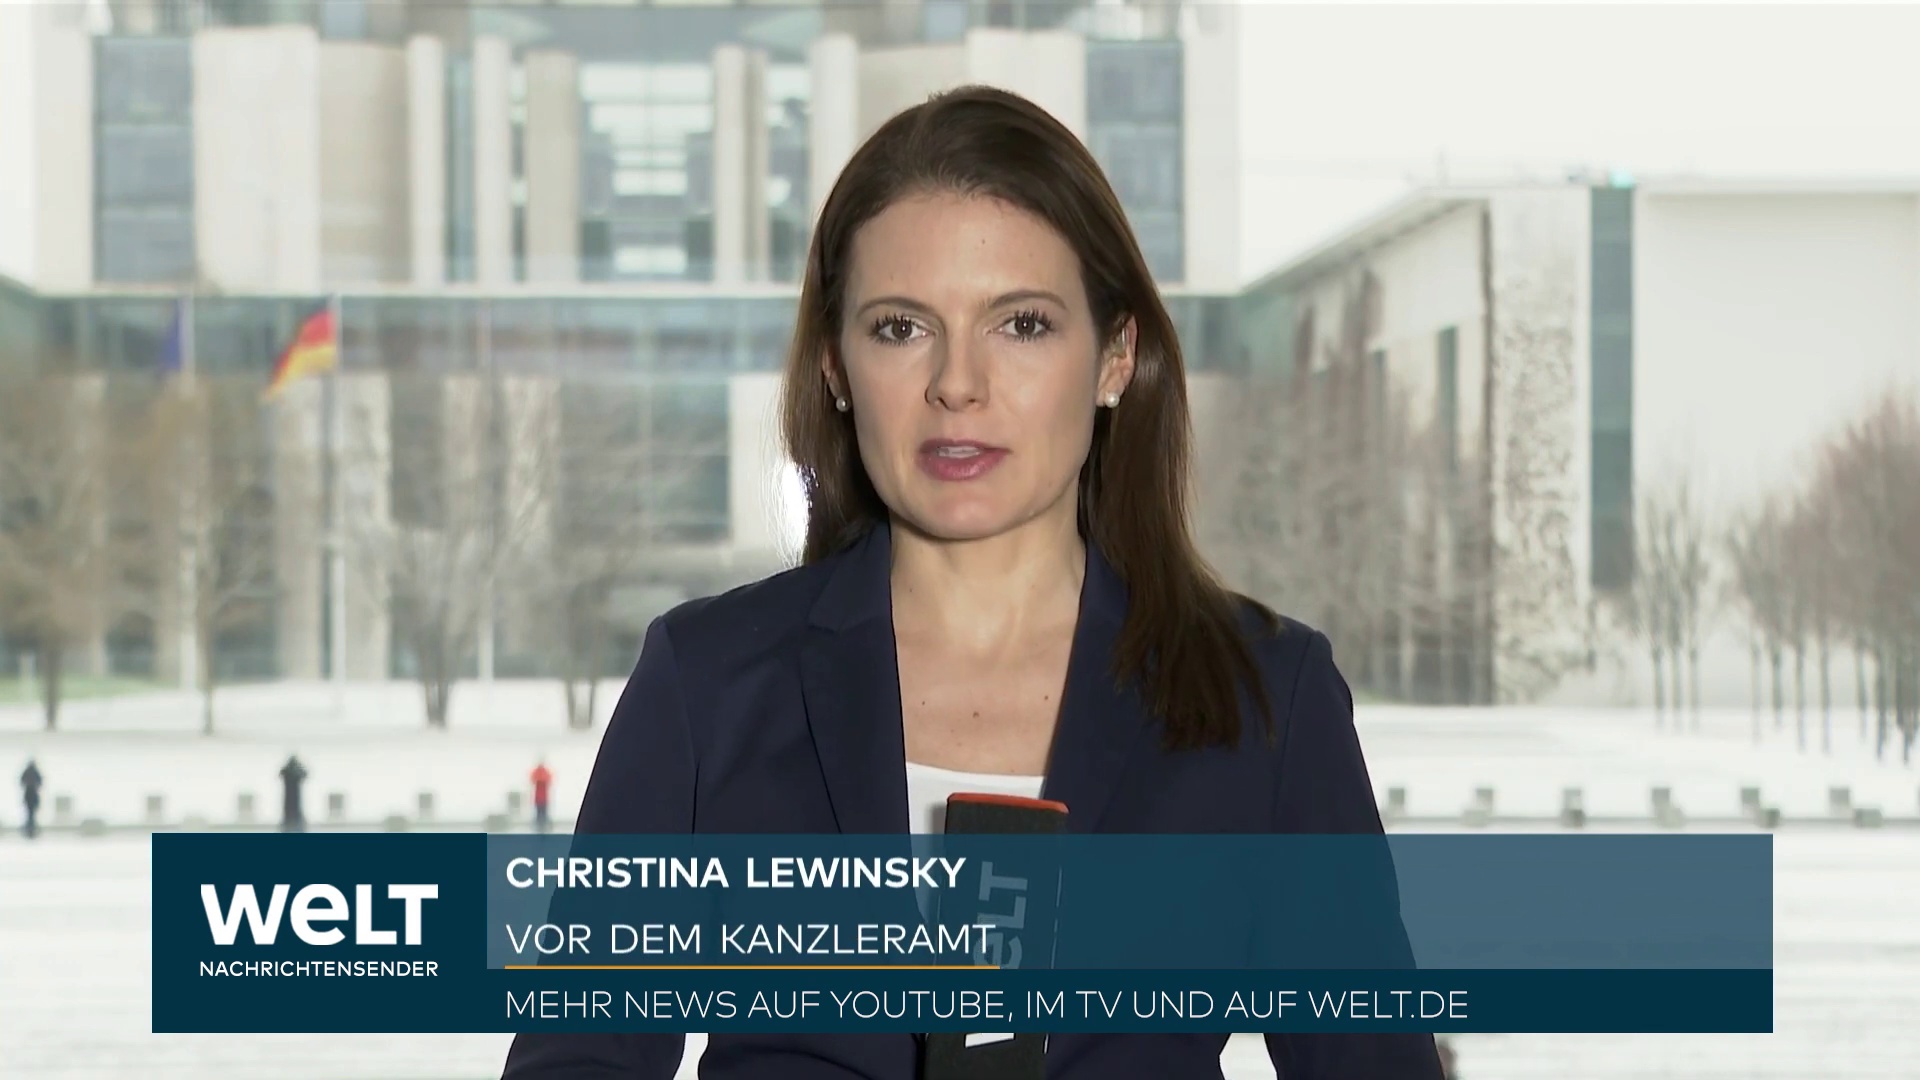 CHRISTINA LEWINSKY
VOR DEM KANZLERAMT
WELT
NACHRICHTENSENDER
MEHR NEWS AUF YOUTUBE, IM TV UND AUF WELT.DE
WELT